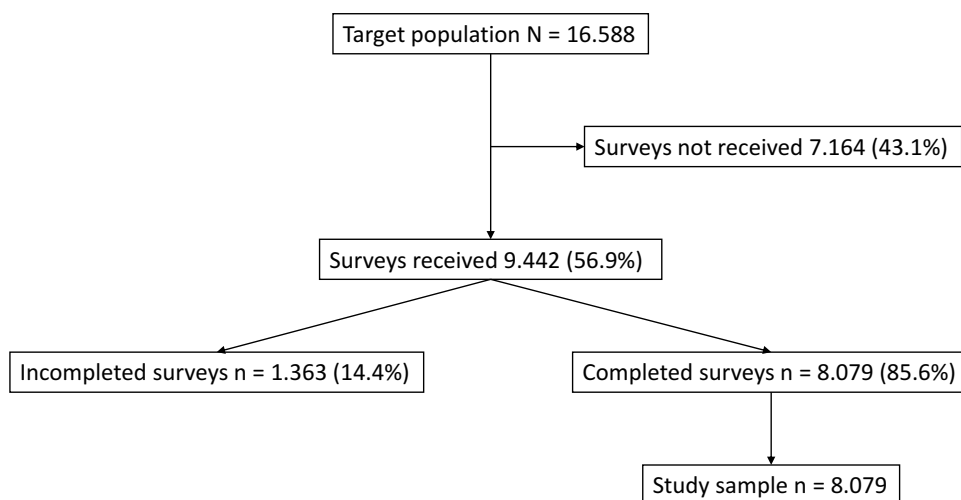 Target population N = 16.588
Surveys not received 7.164 (43.1%)
Surveys received 9.442 (56.9%)
Incompleted surveys n = 1.363 (14.4%)
Completed surveys n = 8.079 (85.6%)
Study sample n = 8.079